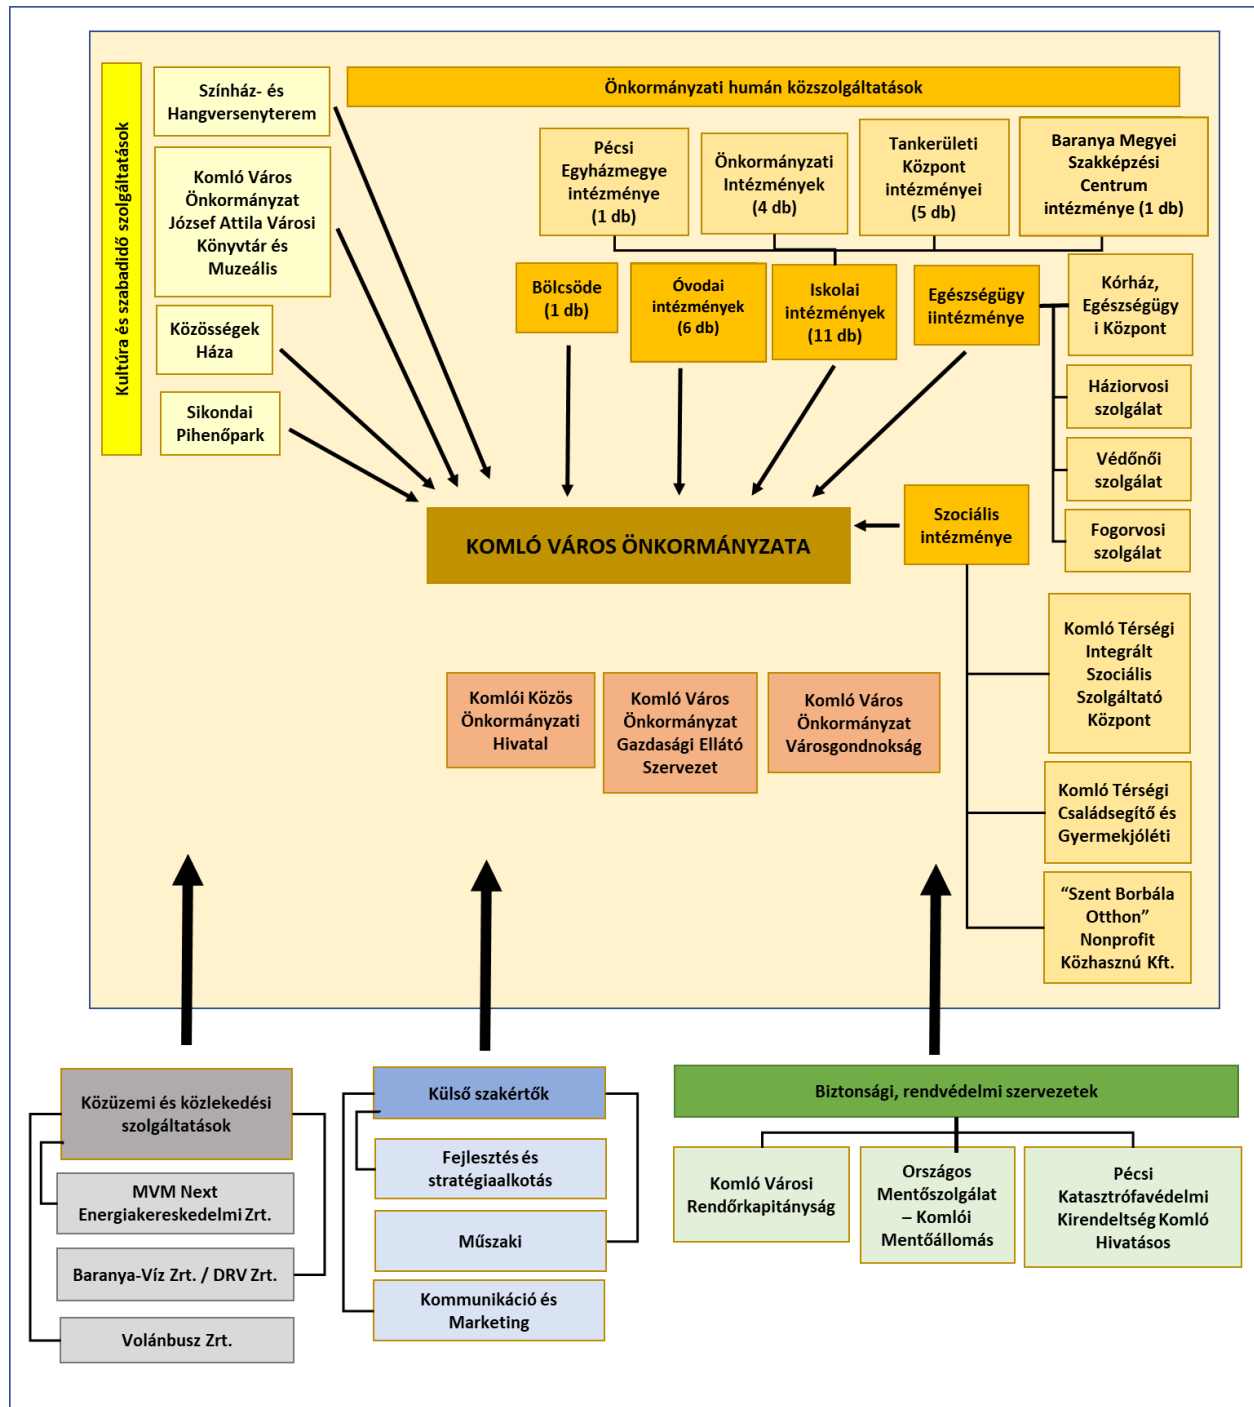 Kultúra és szabadidő szolgáltatások
Színház- és
Hangversenyterem
Komló Város
Önkormányzat
József Attila Városi
Könyvtár és
Muzeális
Közösségek
Háza
Sikondai
Pihenőpark
Önkormányzati humán közszolgáltatások
Pécsi
Egyházmegye
intézménye
(1 db)
Önkormányzati
Intézmények
(4 db)
Tankerületi
Központ
intézményei
(5 db)
Baranya Megyei
Szakképzési
Centrum
intézménye (1 db)
Bölcsöde
(1 db)
Óvodai
intézmények
(6 db)
Iskolai
intézmények
(11 db)
Egészségügy
iintézménye
Kórház,
Egészségügy
i Központ
Háziorvosi
szolgálat
Védőnői
szolgálat
Fogorvosi
szolgálat
KOMLÓ VÁROS ÖNKORMÁNYZATA
Szociális
intézménye
Komló Térségi
Integrált
Szociális
Szolgáltató
Központ
Komló Térségi
Családsegítő és
Gyermekjóléti
“Szent Borbála
Otthon”
Nonprofit
Közhasznú Kft.
Komlói Közös
Önkormányzati
Hivatal
Komló Város
Önkormányzat
Gazdasági Ellátó
Szervezet
Komló Város
Önkormányzat
Városgondnokság
Közüzemi és közlekedési
szolgáltatások
MVM Next
Energiakereskedelmi Zrt.
Baranya-Víz Zrt. / DRV Zrt.
Volánbusz Zrt.
Külső szakértők
Fejlesztés és
stratégiaalkotás
Műszaki
Kommunikáció és
Marketing
Biztonsági, rendvédelmi szervezetek
Komló Városi
Rendőrkapitányság
Országos
Mentőszolgálat
– Komlói
Mentőállomás
Pécsi
Katasztrófavédelmi
Kirendeltség Komló
Hivatásos